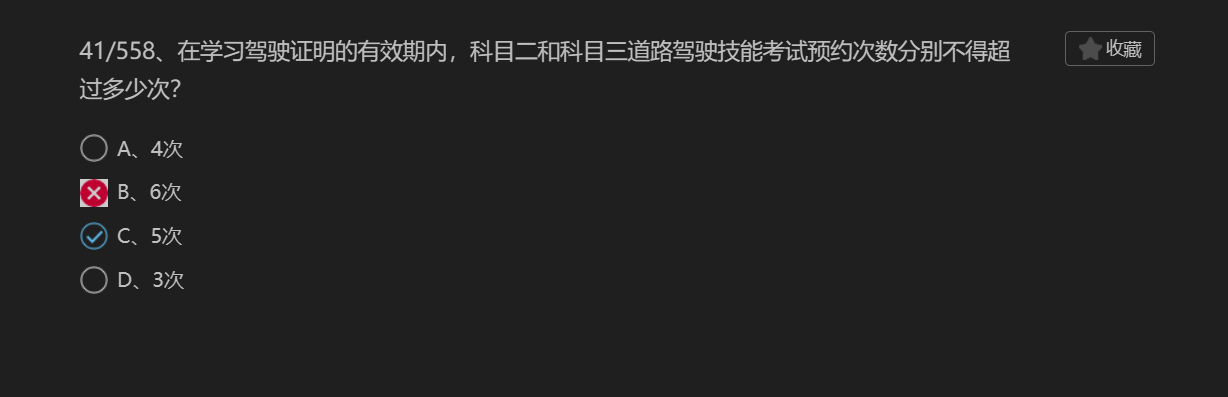 41/558、在学习驾驶证明的有效期内，科目二和科目三道路驾驶技能考试预约次数分别不得超
过多少次?
收藏
A、4次
B、6次
C、5次
D、3次